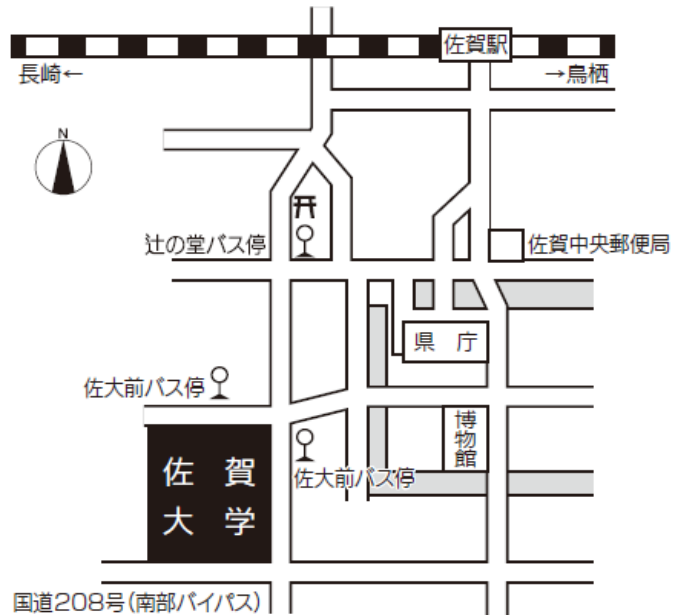 佐賀駅
長崎←
→鳥栖
N
辻の堂バス停
佐賀中央郵便局
県 庁
佐大前バス停
博物館
佐 賀
大 学
佐大前バス停
国道208号(南部バイパス)